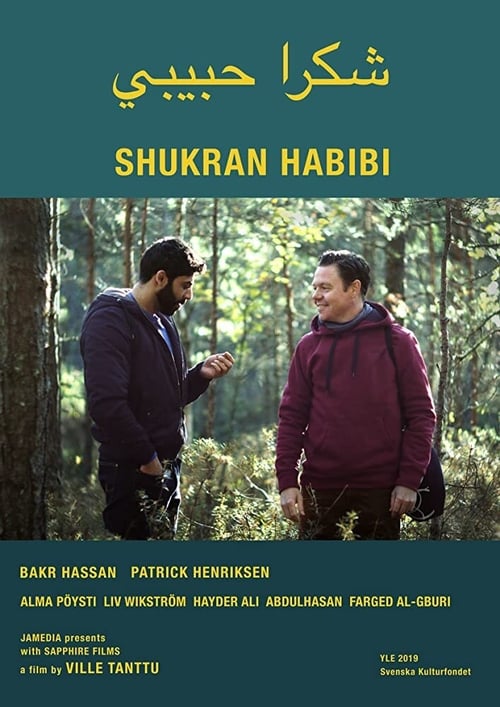 شكرا حبيبي
SHUKRAN HABIBI
BAKR HASSAN PATRICK HENRIKSEN
ALMA PÖYSTI LIV WIKSTRÖM HAYDER ALI ABDULHASAN FARGED AL-GBURI
JAMEDIA presents
with SAPPHIRE FILMS
a film by VILLE TANTTU
YLE 2019
Svenska Kulturfondet